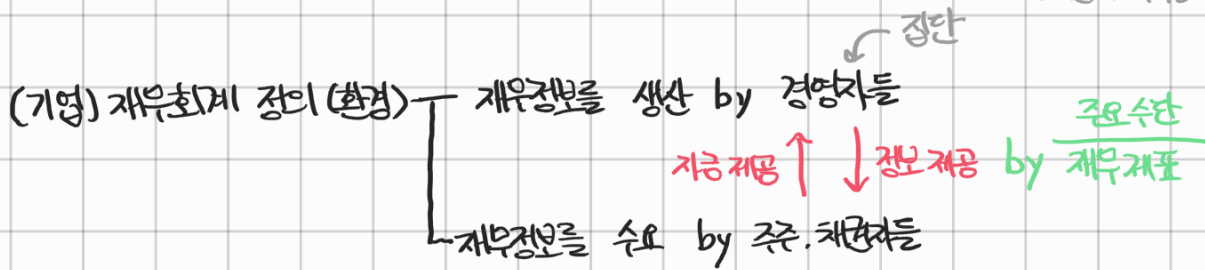 집단
(기업) 재무회계 정의 (환경) 재무정보를 생산 by 경영자들
주요수단
자금제공 정보제공 by 재무제표
재무정보를 수요 by 주주.채권자들